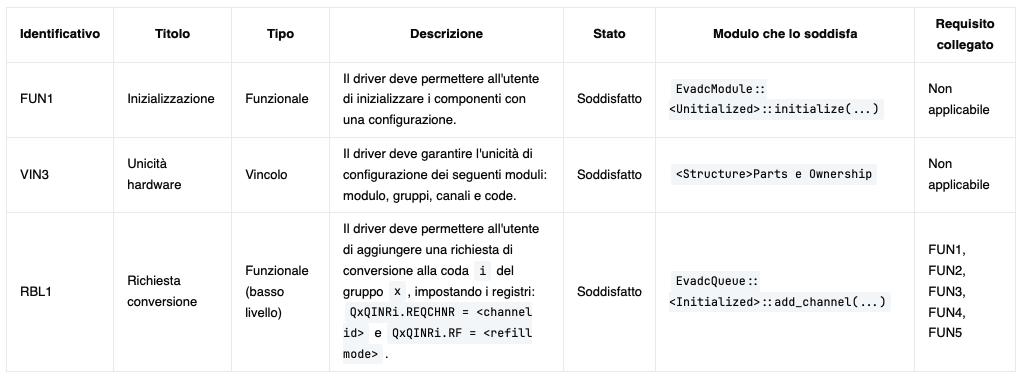 Identificativo
Titolo
Tipo
Descrizione
Stato
Modulo che lo soddisfa
Requisito
collegato
FUN1
Inizializzazione
Funzionale
Il driver deve permettere all'utente
di inizializzare i componenti con
una configurazione.
Soddisfatto
EvadcModule::
<Unitialized>::initialize(...)
Non
applicabile
VIN3
Unicità
hardware
Vincolo
Il driver deve garantire l'unicità di
configurazione dei seguenti moduli:
modulo, gruppi, canali e code.
Soddisfatto
<Structure>Parts e Ownership
Non
applicabile
RBL1
Richiesta
conversione
Funzionale
(basso
livello)
Il driver deve permettere all'utente
di aggiungere una richiesta di
conversione alla coda i del
gruppo x , impostando i registri:
QxQINRi.REQCHNR = <channel
id> e QxQINRi.RF = <refill
mode> .
Soddisfatto
EvadcQueue::
<Initialized>::add_channel(...)
FUN1,
FUN2,
FUN3,
FUN4,
FUN5